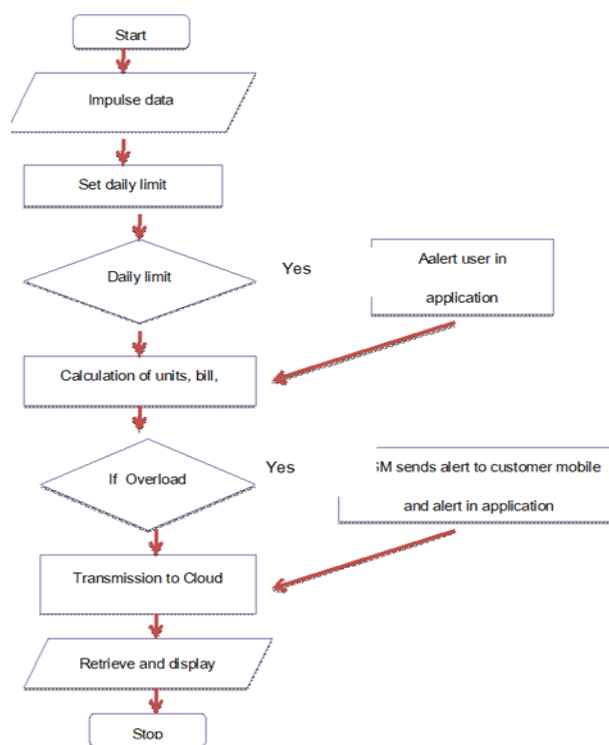 Start
Impulse data
Set daily limit
Daily limit
Yes
Aalert user in
application
Calculation of units, bill,
If Overload
Yes
SM sends alert to customer mobile
and alert in application
Transmission to Cloud
Retrieve and display
Stop